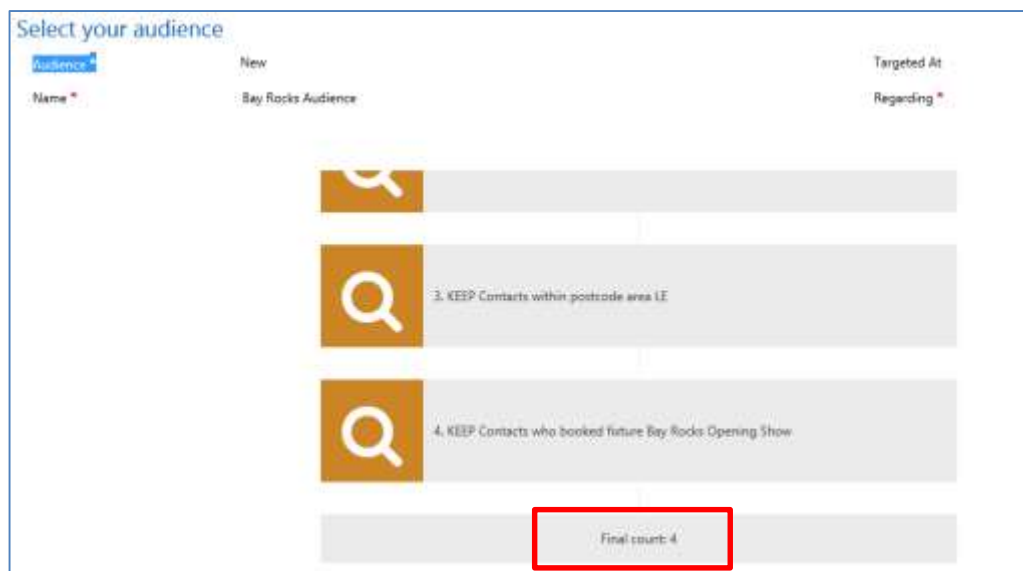 Select your audience
Audience * New Targeted At
Name * Bay Rocks Audience Regarding *
3. KEEP Contacts within postcode area LE
4. KEEP Contacts who booked fixture Bay Rocks Opening Show
Final count: 4